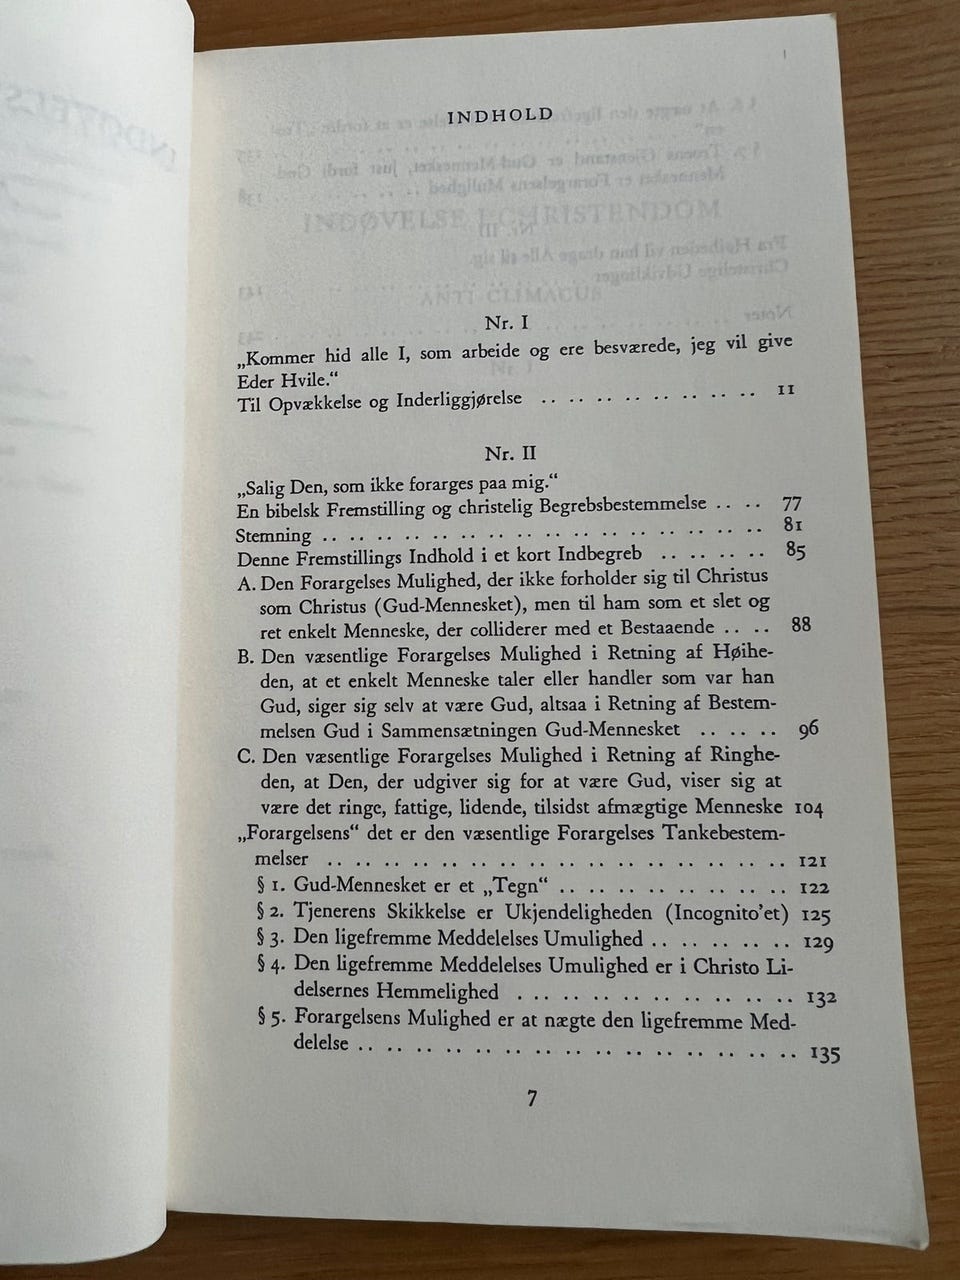 INDHOLD
Nr. I
„Kommer hid alle I, som arbeide og ere besværede, jeg vil give
Eder Hvile.“
Til Opvækkelse og Inderliggjørelse .. .. .. .. .. .. .. .. 11
Nr. II
„Salig Den, som ikke forarges paa mig.“
En bibelsk Fremstilling og christelig Begrebsbestemmelse .. .. 77
Stemning .. .. .. .. .. .. .. .. .. .. .. .. .. .. .. .. 81
Denne Fremstillings Indhold i et kort Indbegreb .. .. .. .. 85
A. Den Forargelses Mulighed, der ikke forholder sig til Christus
som Christus (Gud-Mennesket), men til ham som et slet og
ret enkelt Menneske, der colliderer med et Bestaaende .. .. 88
B. Den væsentlige Forargelses Mulighed i Retning af Høihe-
den, at et enkelt Menneske taler eller handler som var han
Gud, siger sig selv at være Gud, altsaa i Retning af Bestem-
melsen Gud i Sammensætningen Gud-Mennesket .. .. .. 96
C. Den væsentlige Forargelses Mulighed i Retning af Ringhe-
den, at Den, der udgiver sig for at være Gud, viser sig at
være det ringe, fattige, lidende, tilsidst afmægtige Menneske 104
„Forargelsens“ det er den væsentlige Forargelses Tankebestem-
melser .. .. .. .. .. .. .. .. .. .. .. .. .. .. .. .. 121
§ 1. Gud-Mennesket er et „Tegn“ .. .. .. .. .. .. .. .. 122
§ 2. Tjenerens Skikkelse er Ukjendeligheden (Incognito’et) 125
§ 3. Den ligefremme Meddelelses Umulighed .. .. .. .. .. 129
§ 4. Den ligefremme Meddelelses Umulighed er i Christo Li-
delsernes Hemmelighed .. .. .. .. .. .. .. .. .. .. 132
§ 5. Forargelsens Mulighed er at nægte den ligefremme Med-
delelse .. .. .. .. .. .. .. .. .. .. .. .. .. .. .. 135
7